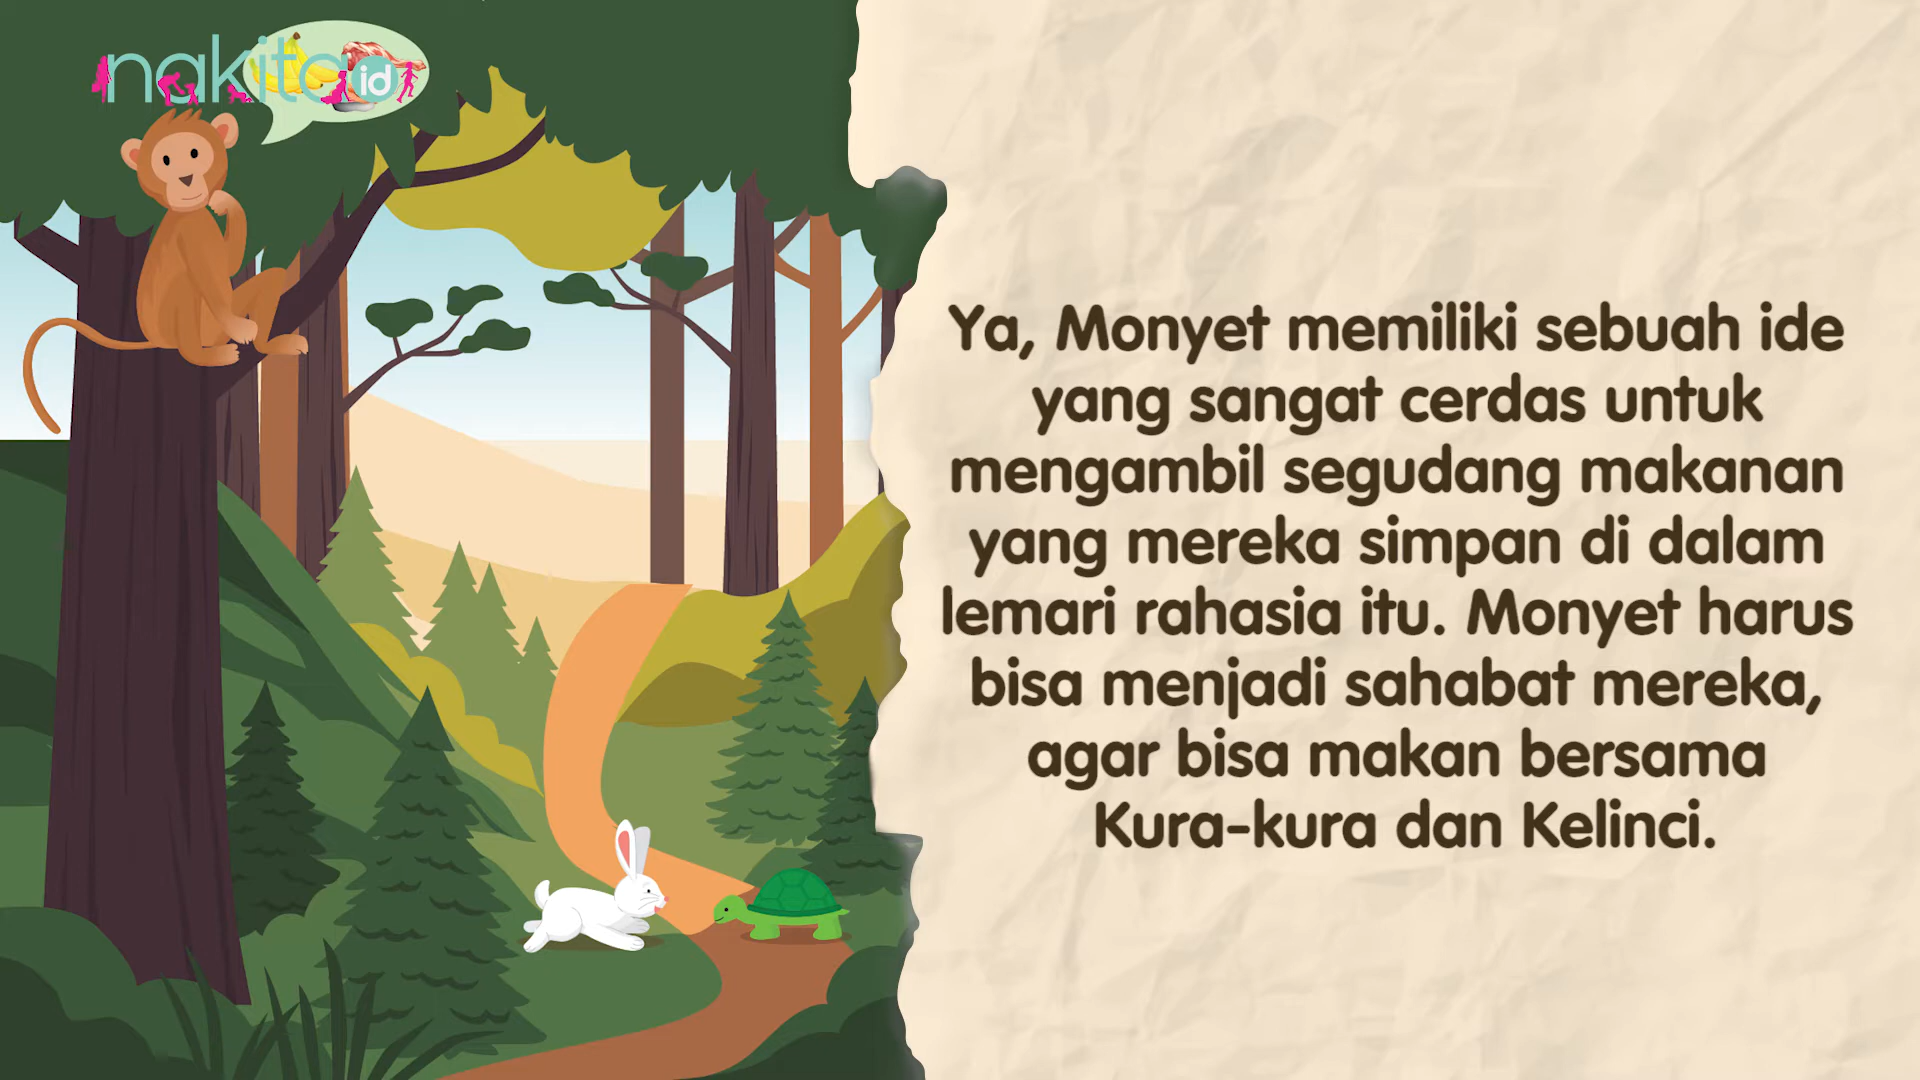 nakita id
Ya, Monyet memiliki sebuah ide
yang sangat cerdas untuk
mengambil segudang makanan
yang mereka simpan di dalam
lemari rahasia itu. Monyet harus
bisa menjadi sahabat mereka,
agar bisa makan bersama
Kura-kura dan Kelinci.